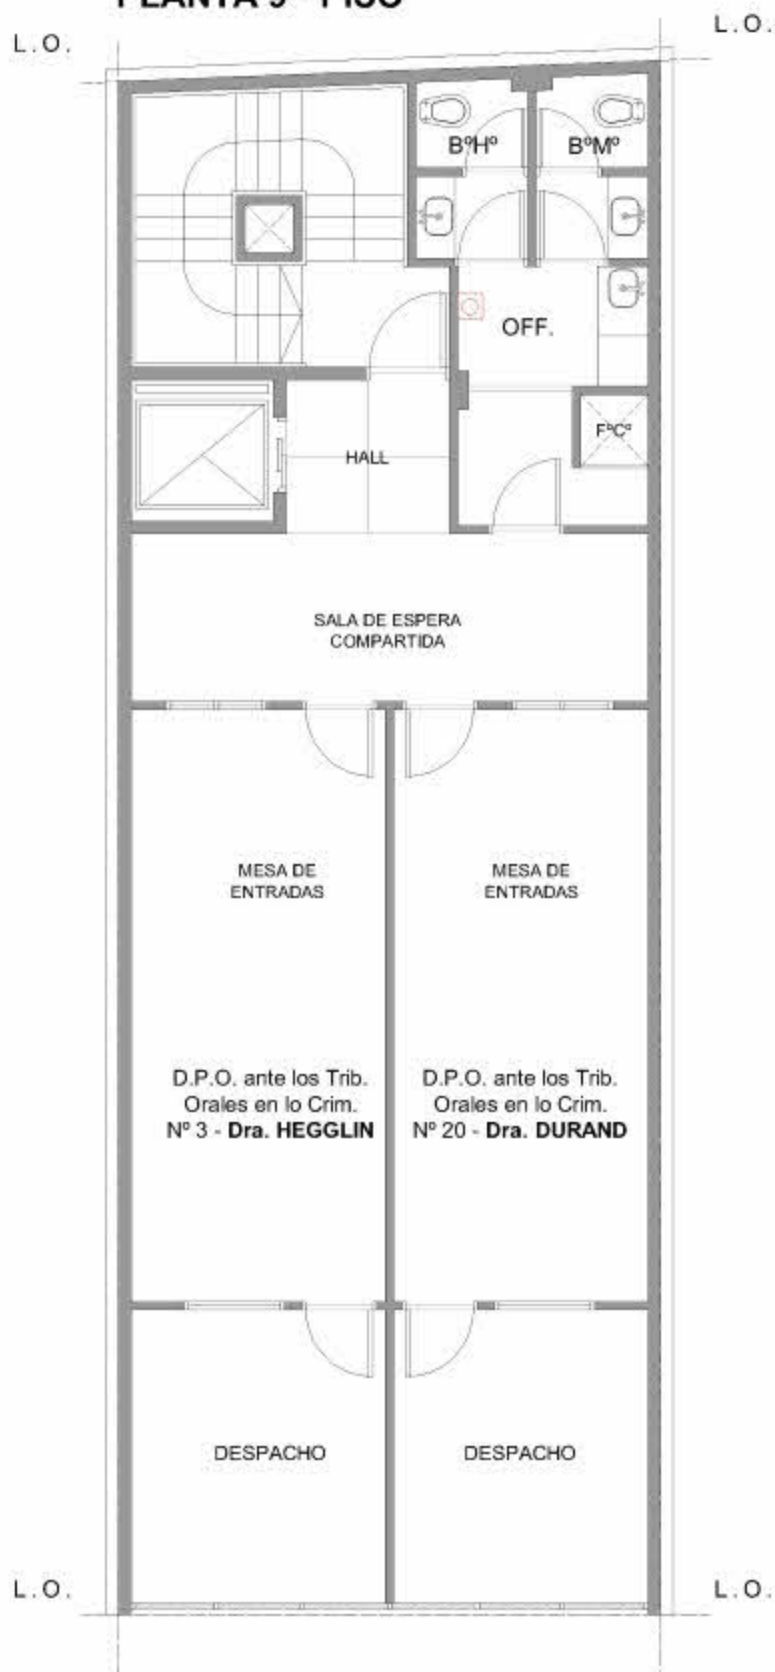 L.O.
L.O.
BºHº
BºMº
OFF.
FºCº
HALL
SALA DE ESPERA
COMPARTIDA
MESA DE
ENTRADAS
MESA DE
ENTRADAS
D.P.O. ante los Trib.
Orales en lo Crim.
Nº 3 - Dra. HEGGLIN
D.P.O. ante los Trib.
Orales en lo Crim.
Nº 20 - Dra. DURAND
DESPACHO
DESPACHO
L.O.
L.O.